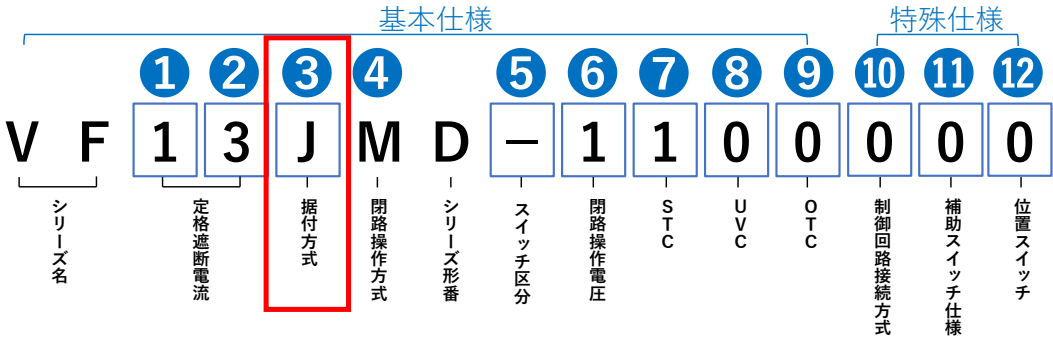 基本仕様
特殊仕様
1 2 3 4 5 6 7 8 9 10 11 12
V F 1 3 J M D － 1 1 0 0 0 0 0
シリーズ名
定格遮断電流
据付方式
閉路操作方式
シリーズ形番
スイッチ区分
閉路操作電圧
STC
UVC
OTC
制御回路接続方式
補助スイッチ仕様
位置スイッチ